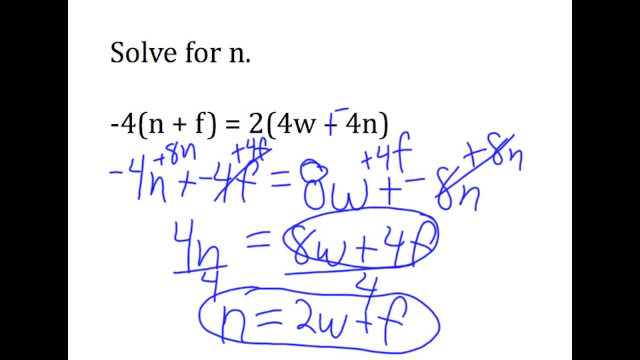 Solve for n.
-4(n + f) = 2(4w - 4n)
+8n +4f +4f +8n
-4n + -4f = 8w + -8n
4n = 8w + 4f
4 4
n = 2w + f